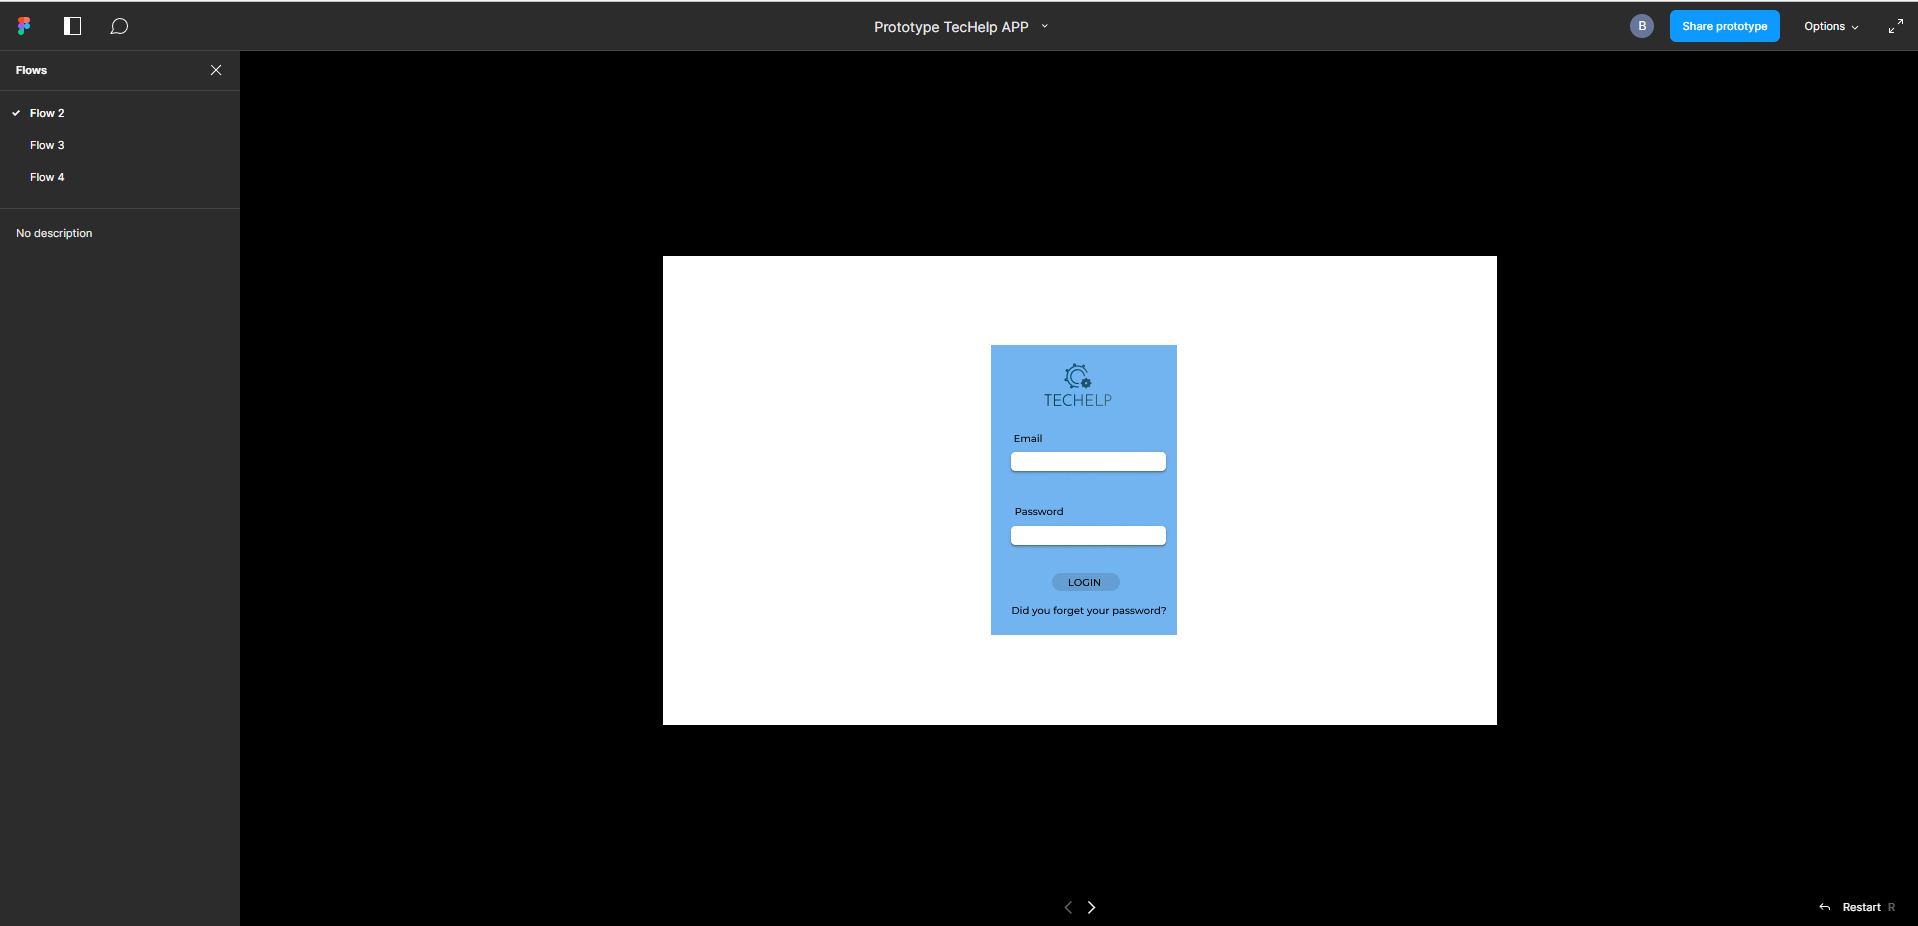 Prototype TecHelp APP
B
Share prototype
Options
Flows
Flow 2
Flow 3
Flow 4
No description
TECHELP
Email
Password
LOGIN
Did you forget your password?
Restart R